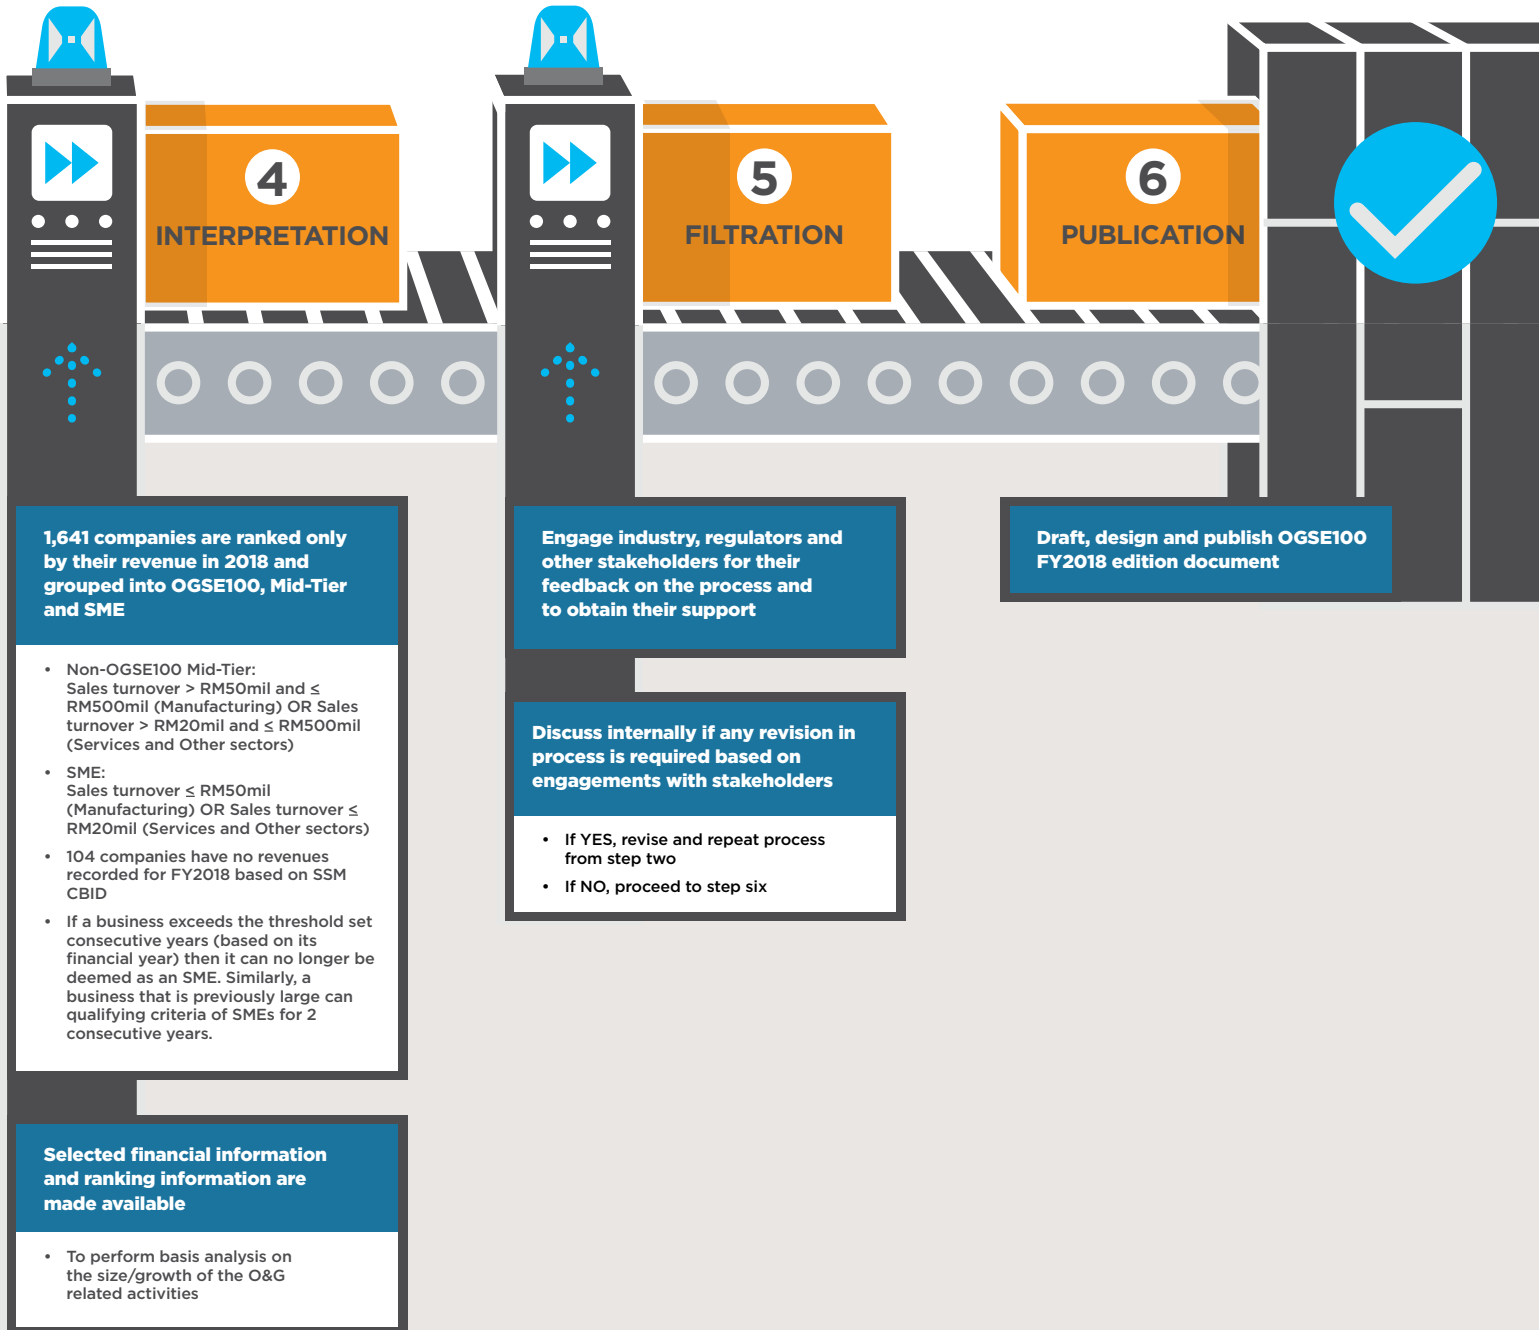 4
INTERPRETATION
5
FILTRATION
6
PUBLICATION
1,641 companies are ranked only
by their revenue in 2018 and
grouped into OGSE100, Mid-Tier
and SME
• Non-OGSE100 Mid-Tier:
Sales turnover > RM50mil and ≤
RM500mil (Manufacturing) OR Sales
turnover > RM20mil and ≤ RM500mil
(Services and Other sectors)
• SME:
Sales turnover ≤ RM50mil
(Manufacturing) OR Sales turnover ≤
RM20mil (Services and Other sectors)
• 104 companies have no revenues
recorded for FY2018 based on SSM
CBID
• If a business exceeds the threshold set
consecutive years (based on its
financial year) then it can no longer be
deemed as an SME. Similarly, a
business that is previously large can
qualifying criteria of SMEs for 2
consecutive years.
Selected financial information
and ranking information are
made available
• To perform basis analysis on
the size/growth of the O&G
related activities
Engage industry, regulators and
other stakeholders for their
feedback on the process and
to obtain their support
Discuss internally if any revision in
process is required based on
engagements with stakeholders
• If YES, revise and repeat process
from step two
• If NO, proceed to step six
Draft, design and publish OGSE100
FY2018 edition document